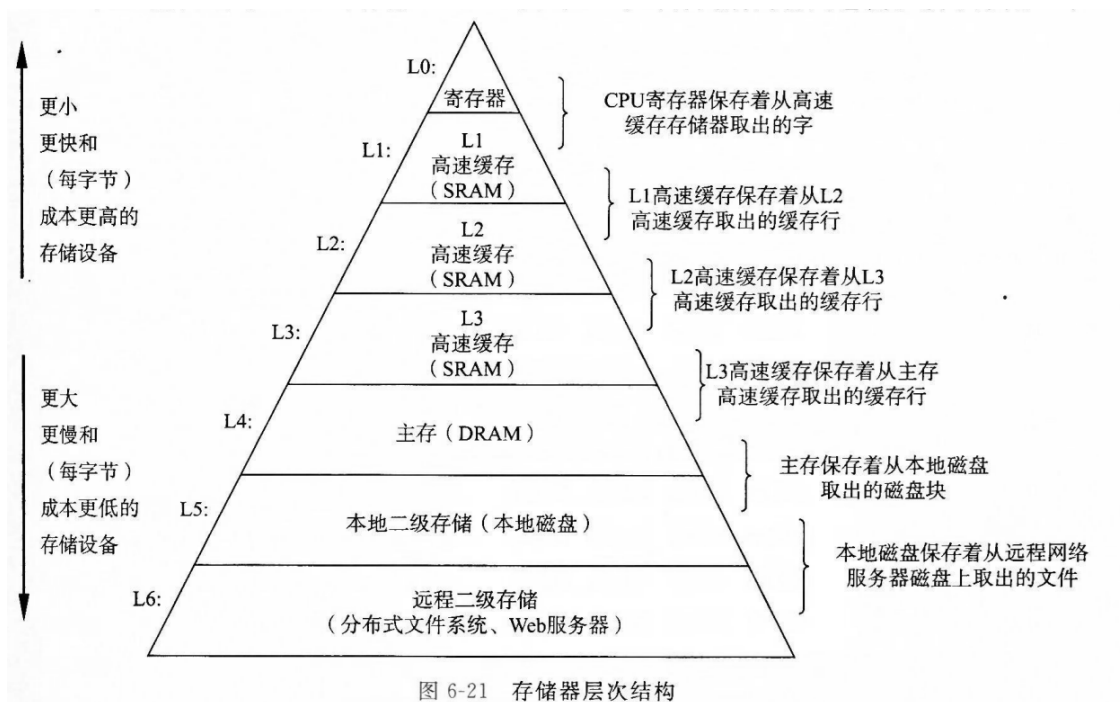 更小
更快和
（每字节）
成本更高的
存储设备
更大
更慢和
（每字节）
成本更低的
存储设备
L0:
寄存器
CPU寄存器保存着从高速
缓存存储器取出的字
L1:
L1
高速缓存
（SRAM）
L1高速缓存保存着从L2
高速缓存取出的缓存行
L2:
L2
高速缓存
（SRAM）
L2高速缓存保存着从L3
高速缓存取出的缓存行
L3:
L3
高速缓存
（SRAM）
L3高速缓存保存着从主存
高速缓存取出的缓存行
L4:
主存（DRAM）
主存保存着从本地磁盘
取出的磁盘块
L5:
本地二级存储（本地磁盘）
本地磁盘保存着从远程网络
服务器磁盘上取出的文件
L6:
远程二级存储
（分布式文件系统、Web服务器）
图 6-21 存储器层次结构